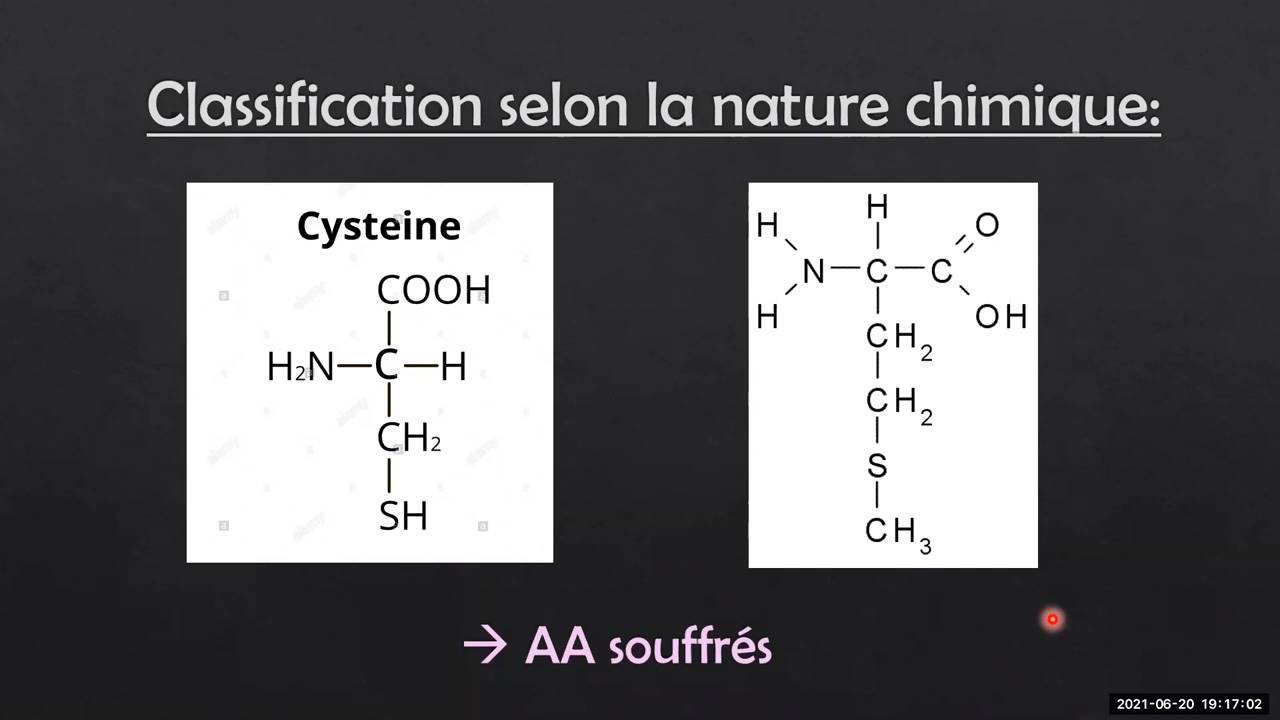 Classification selon la nature chimique:
Cysteine
COOH
H₂N—C—H
CH₂
SH
H
H O
N—C—C
H OH
CH₂
CH₂
S
CH₃
→ AA souffrés
2021-06-20 19:17:02